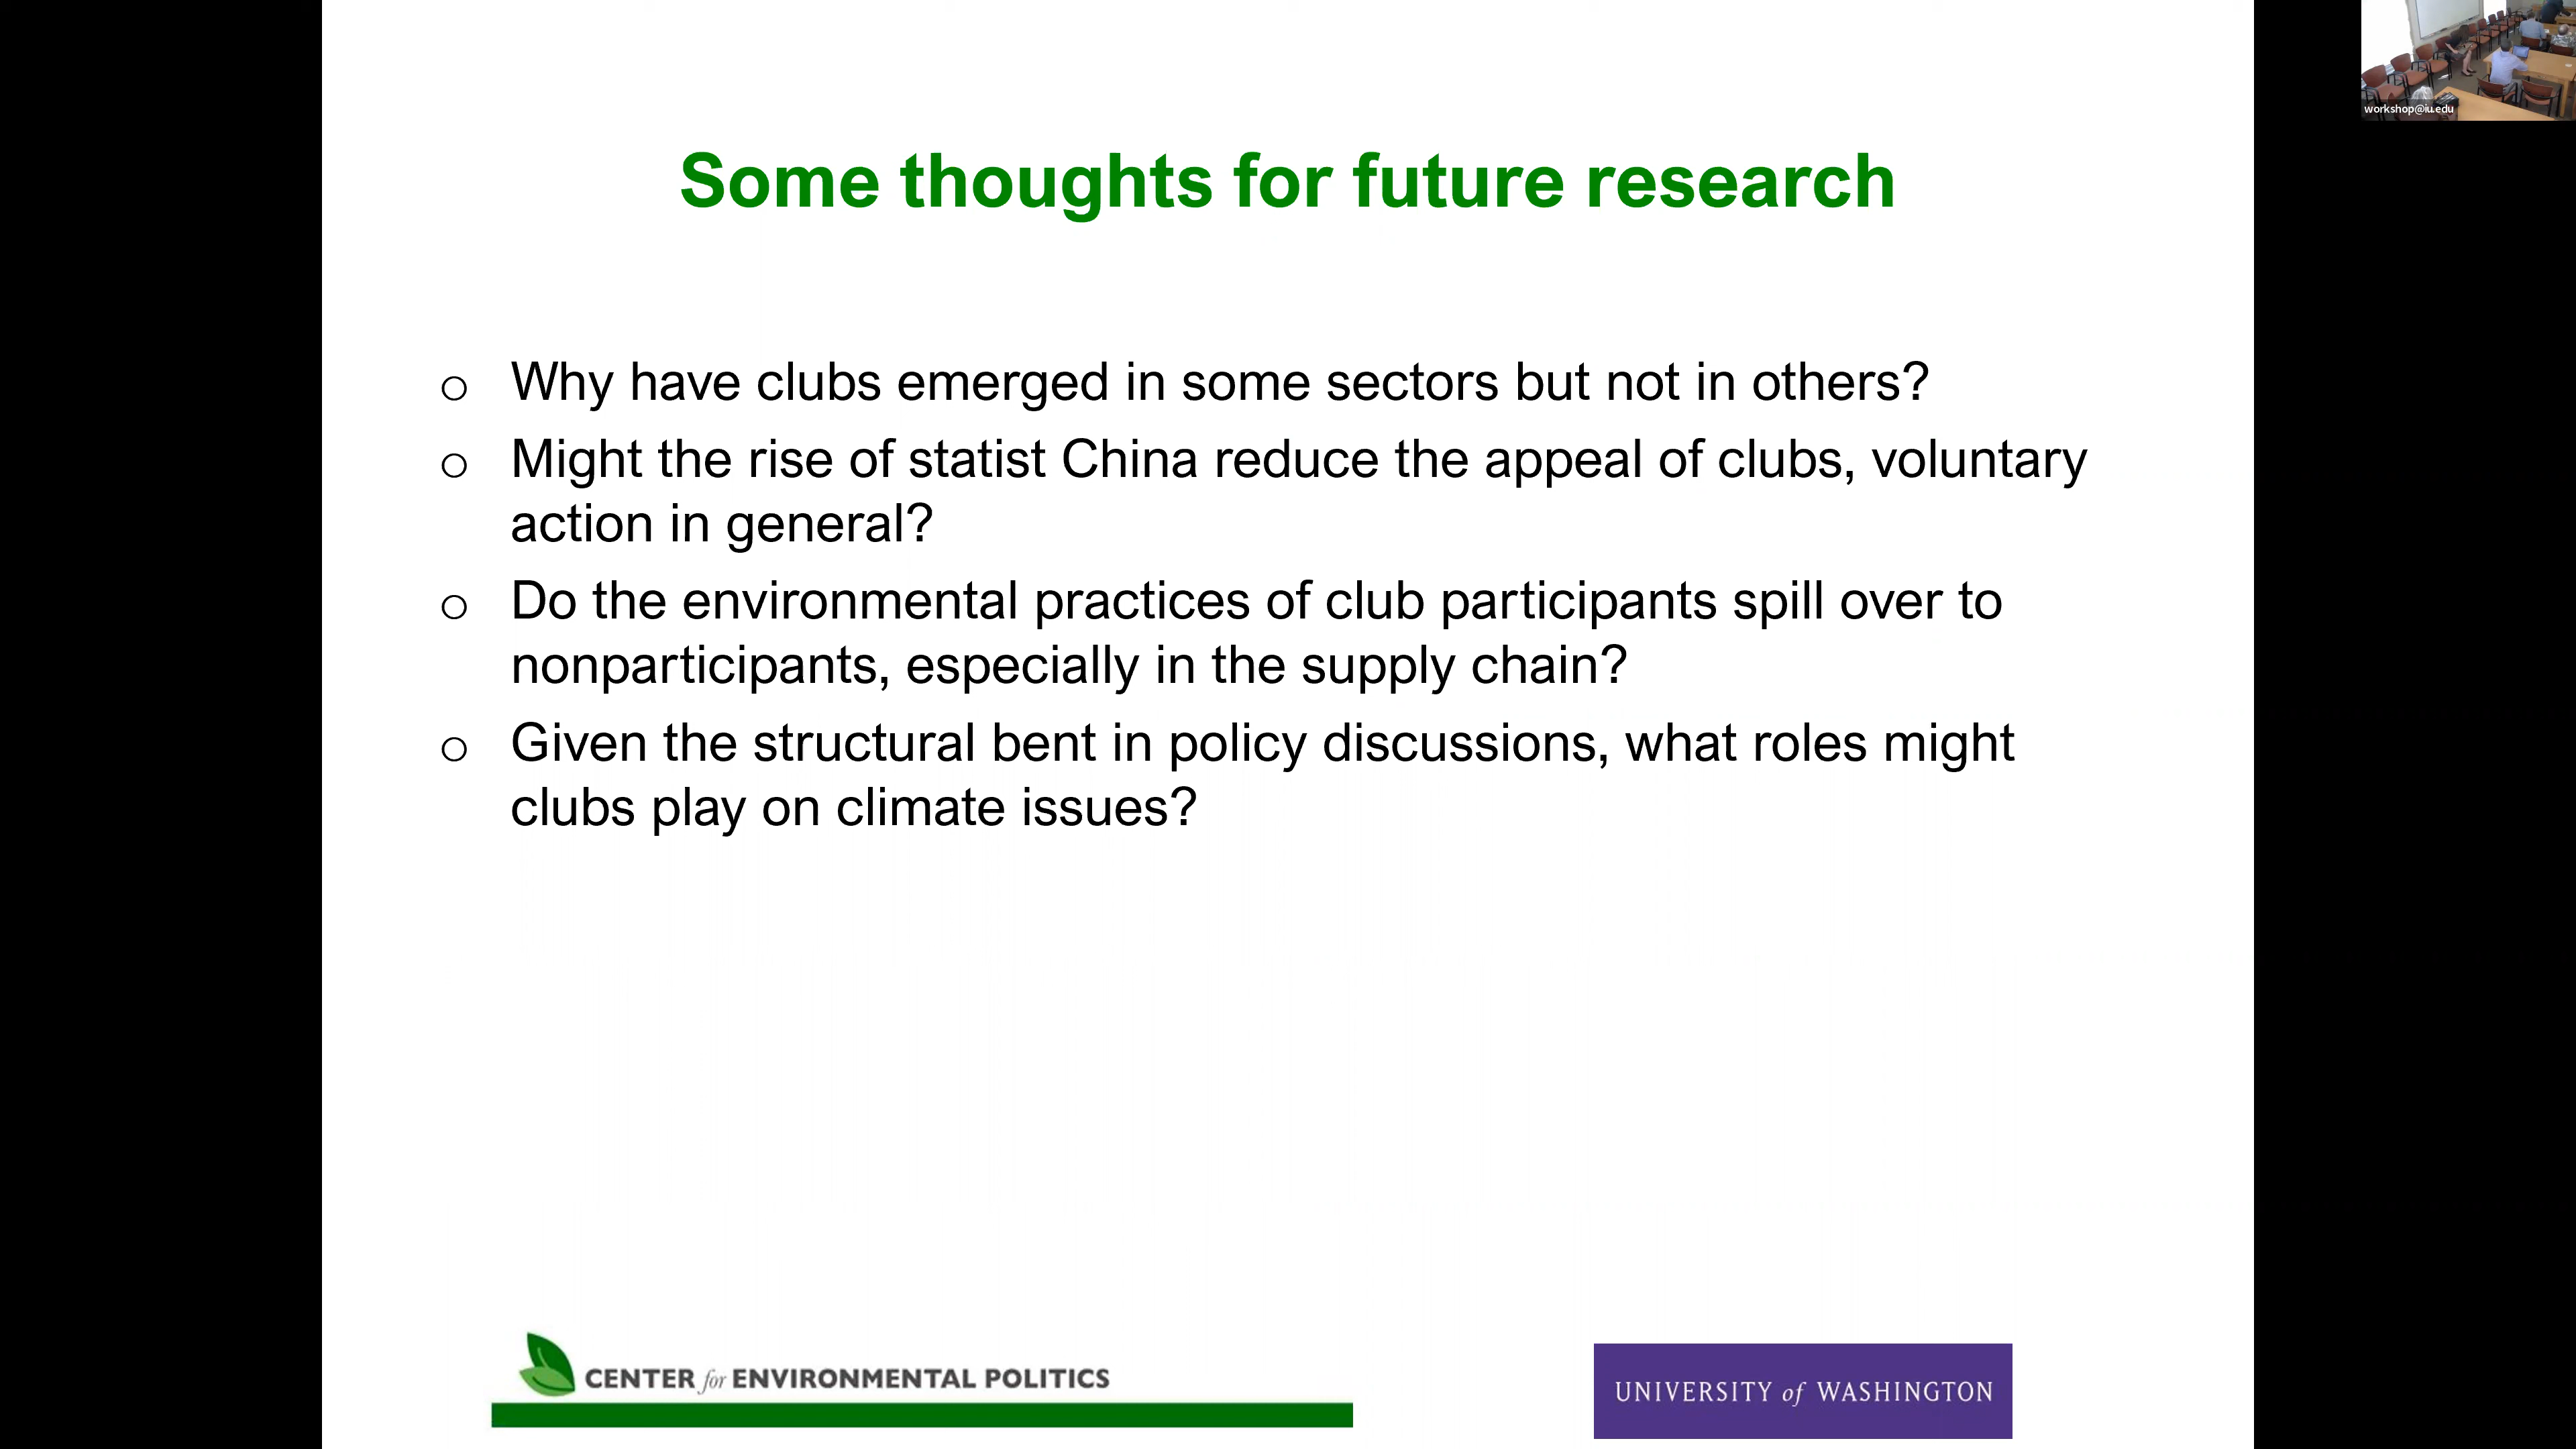 workshop@iu.edu
Some thoughts for future research
o Why have clubs emerged in some sectors but not in others?
o Might the rise of statist China reduce the appeal of clubs, voluntary
action in general?
o Do the environmental practices of club participants spill over to
nonparticipants, especially in the supply chain?
o Given the structural bent in policy discussions, what roles might
clubs play on climate issues?
CENTER for ENVIRONMENTAL POLITICS
UNIVERSITY of WASHINGTON